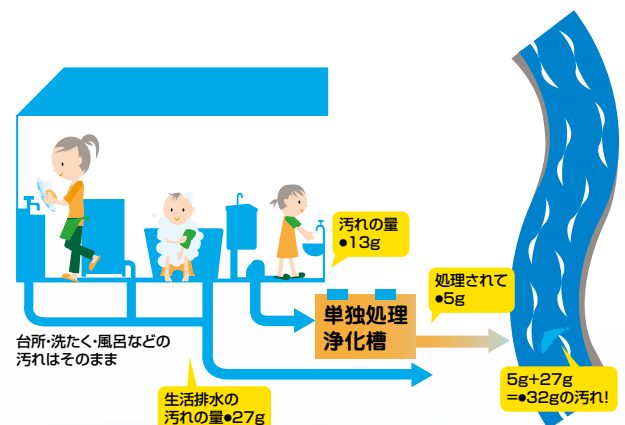 汚れの量
●13g
処理されて
●5g
単独処理
浄化槽
台所・洗たく・風呂などの
汚れはそのまま
生活排水の
汚れの量●27g
5g+27g
=●32gの汚れ!